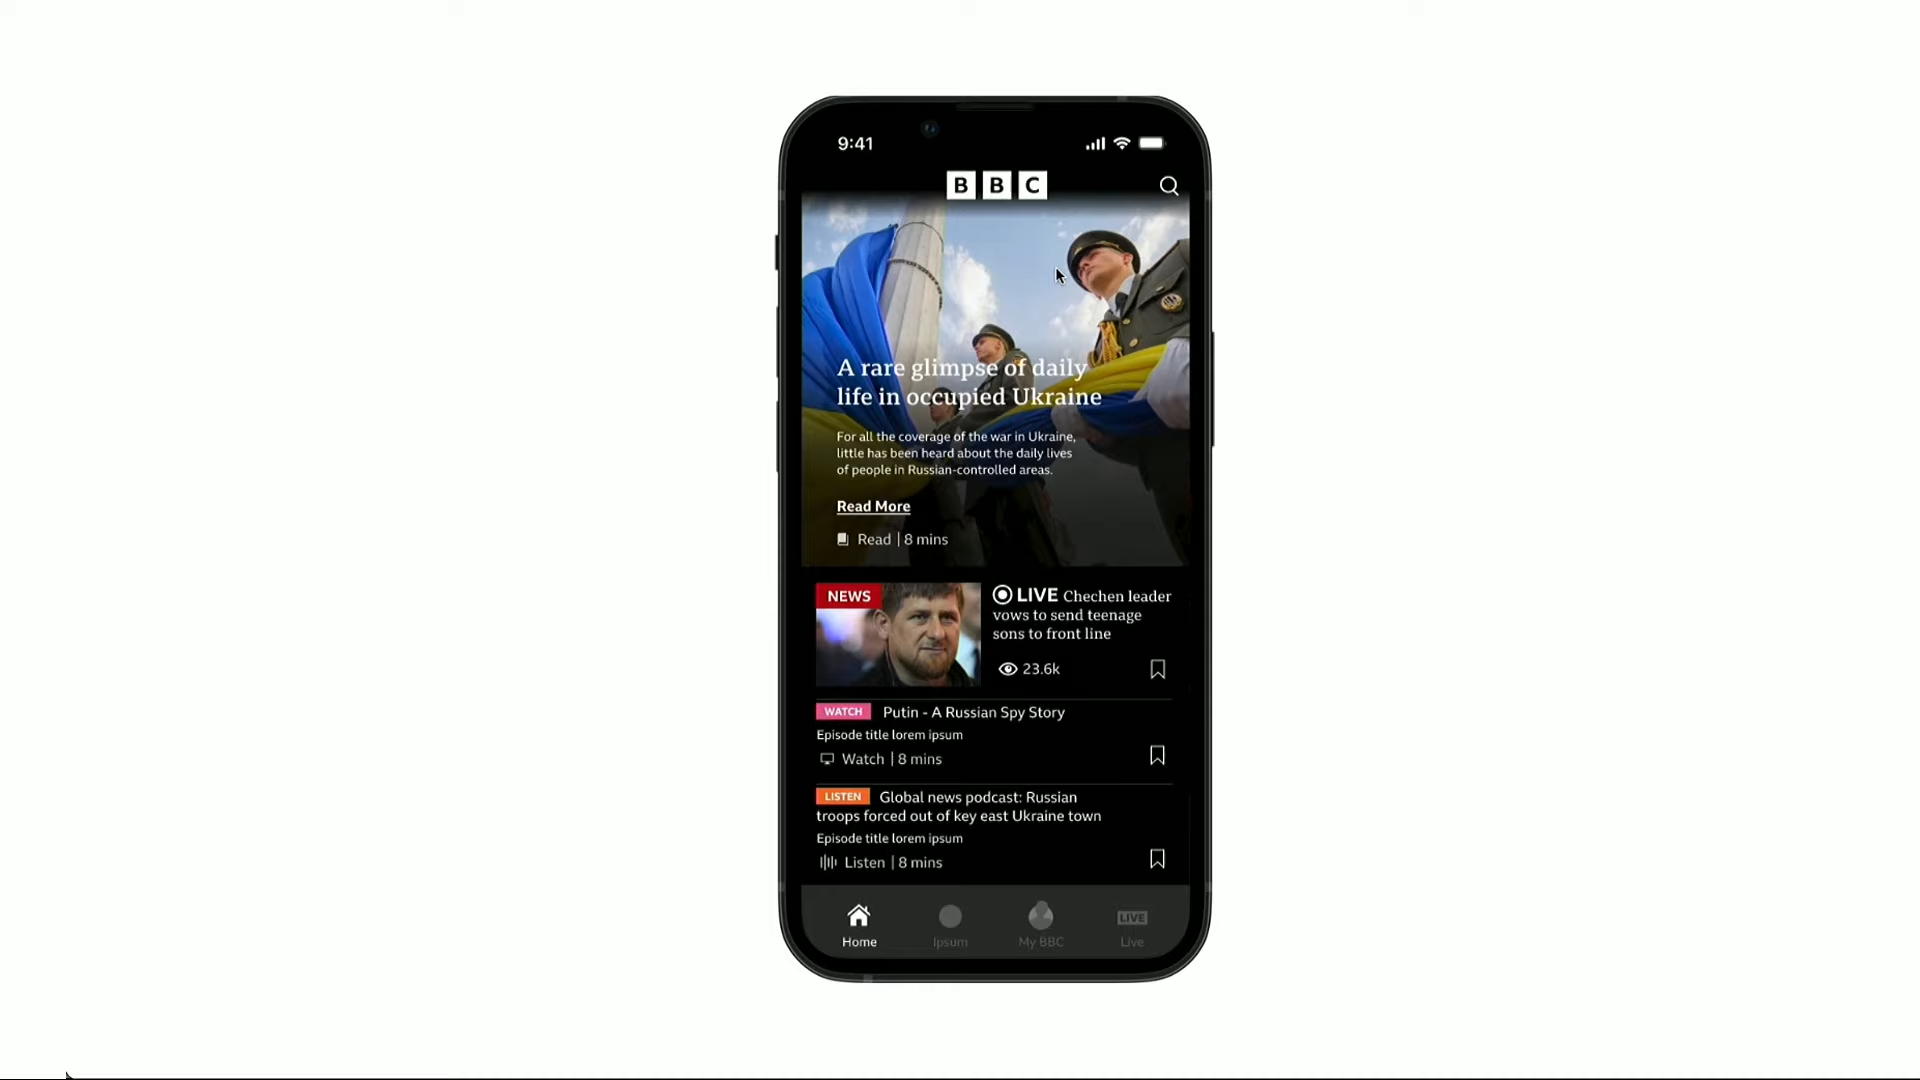 9:41
BBC
A rare glimpse of daily
life in occupied Ukraine
For all the coverage of the war in Ukraine,
little has been heard about the daily lives
of people in Russian-controlled areas.
Read More
Read | 8 mins
NEWS
LIVE Chechen leader
vows to send teenage
sons to front line
23.6k
WATCH Putin - A Russian Spy Story
Episode title lorem ipsum
Watch | 8 mins
LISTEN Global news podcast: Russian
troops forced out of key east Ukraine town
Episode title lorem ipsum
Listen | 8 mins
LIVE
Home Ipsum My BBC Live